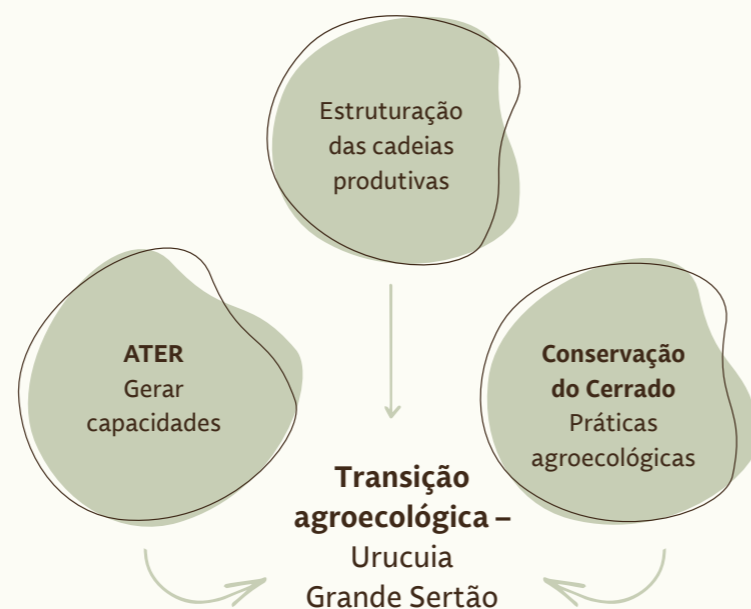 Estruturação
das cadeias
produtivas
ATER
Gerar
capacidades
Conservação
do Cerrado
Práticas
agroecológicas
Transição
agroecológica –
Urucuia
Grande Sertão